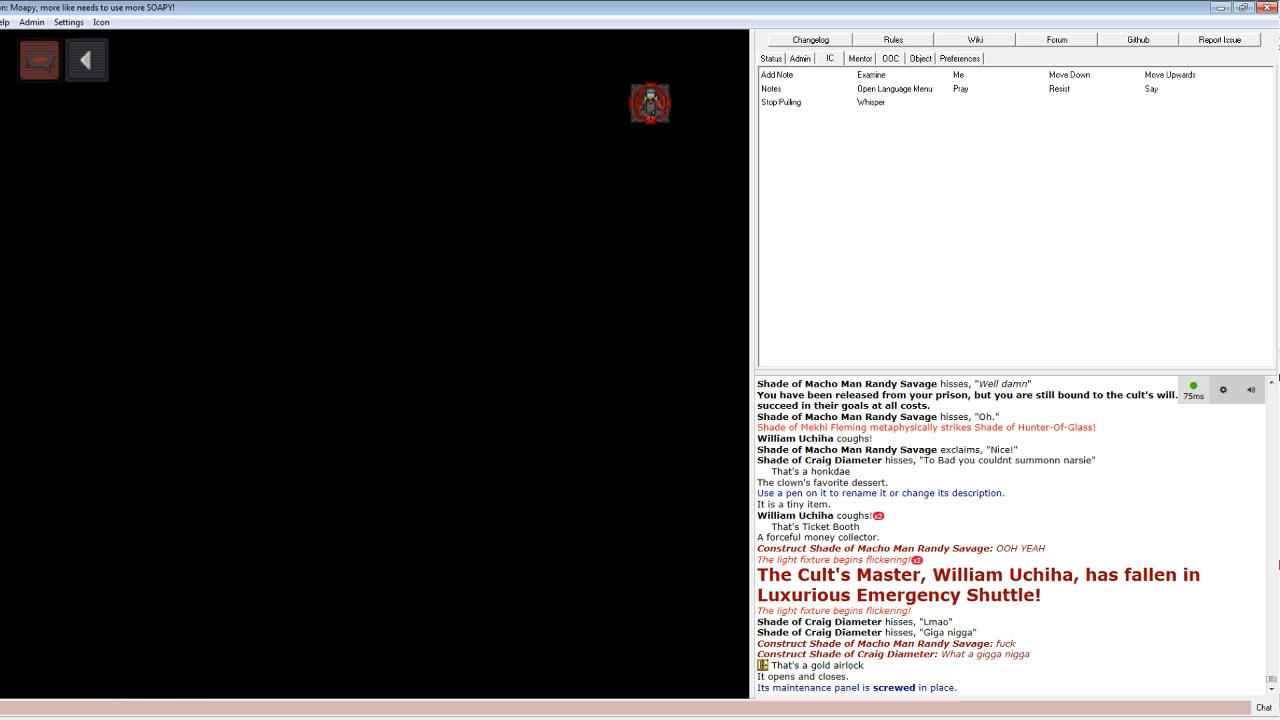 on: Moapy, more like needs to use more SOAPY!
elp Admin Settings Icon
Changelog Rules Wiki Forum Github Report Issue
Status Admin IC Mentor OOC Object Preferences
Add Note Examine Me Move Down Move Upwards
Notes Open Language Menu Pray Resist Say
Stop Pulling Whisper
Shade of Macho Man Randy Savage hisses, "Well damn"
You have been released from your prison, but you are still bound to the cult's will.
succeed in their goals at all costs.
Shade of Macho Man Randy Savage hisses, "Oh."
Shade of Mekhi Fleming metaphysically strikes Shade of Hunter-Of-Glass!
William Uchiha coughs!
Shade of Macho Man Randy Savage exclaims, "Nice!"
Shade of Craig Diameter hisses, "To Bad you couldnt summonn narsie"
That's a honkdae
The clown's favorite dessert.
Use a pen on it to rename it or change its description.
It is a tiny item.
William Uchiha coughs! x2
That's Ticket Booth
A forceful money collector.
Construct Shade of Macho Man Randy Savage: OOH YEAH
The light fixture begins flickering! x2
The Cult's Master, William Uchiha, has fallen in
Luxurious Emergency Shuttle!
The light fixture begins flickering!
Shade of Craig Diameter hisses, "Lmao"
Shade of Craig Diameter hisses, "Giga nigga"
Construct Shade of Macho Man Randy Savage: fuck
Construct Shade of Craig Diameter: What a gigga nigga
That's a gold airlock
It opens and closes.
Its maintenance panel is screwed in place.
75ms
Chat